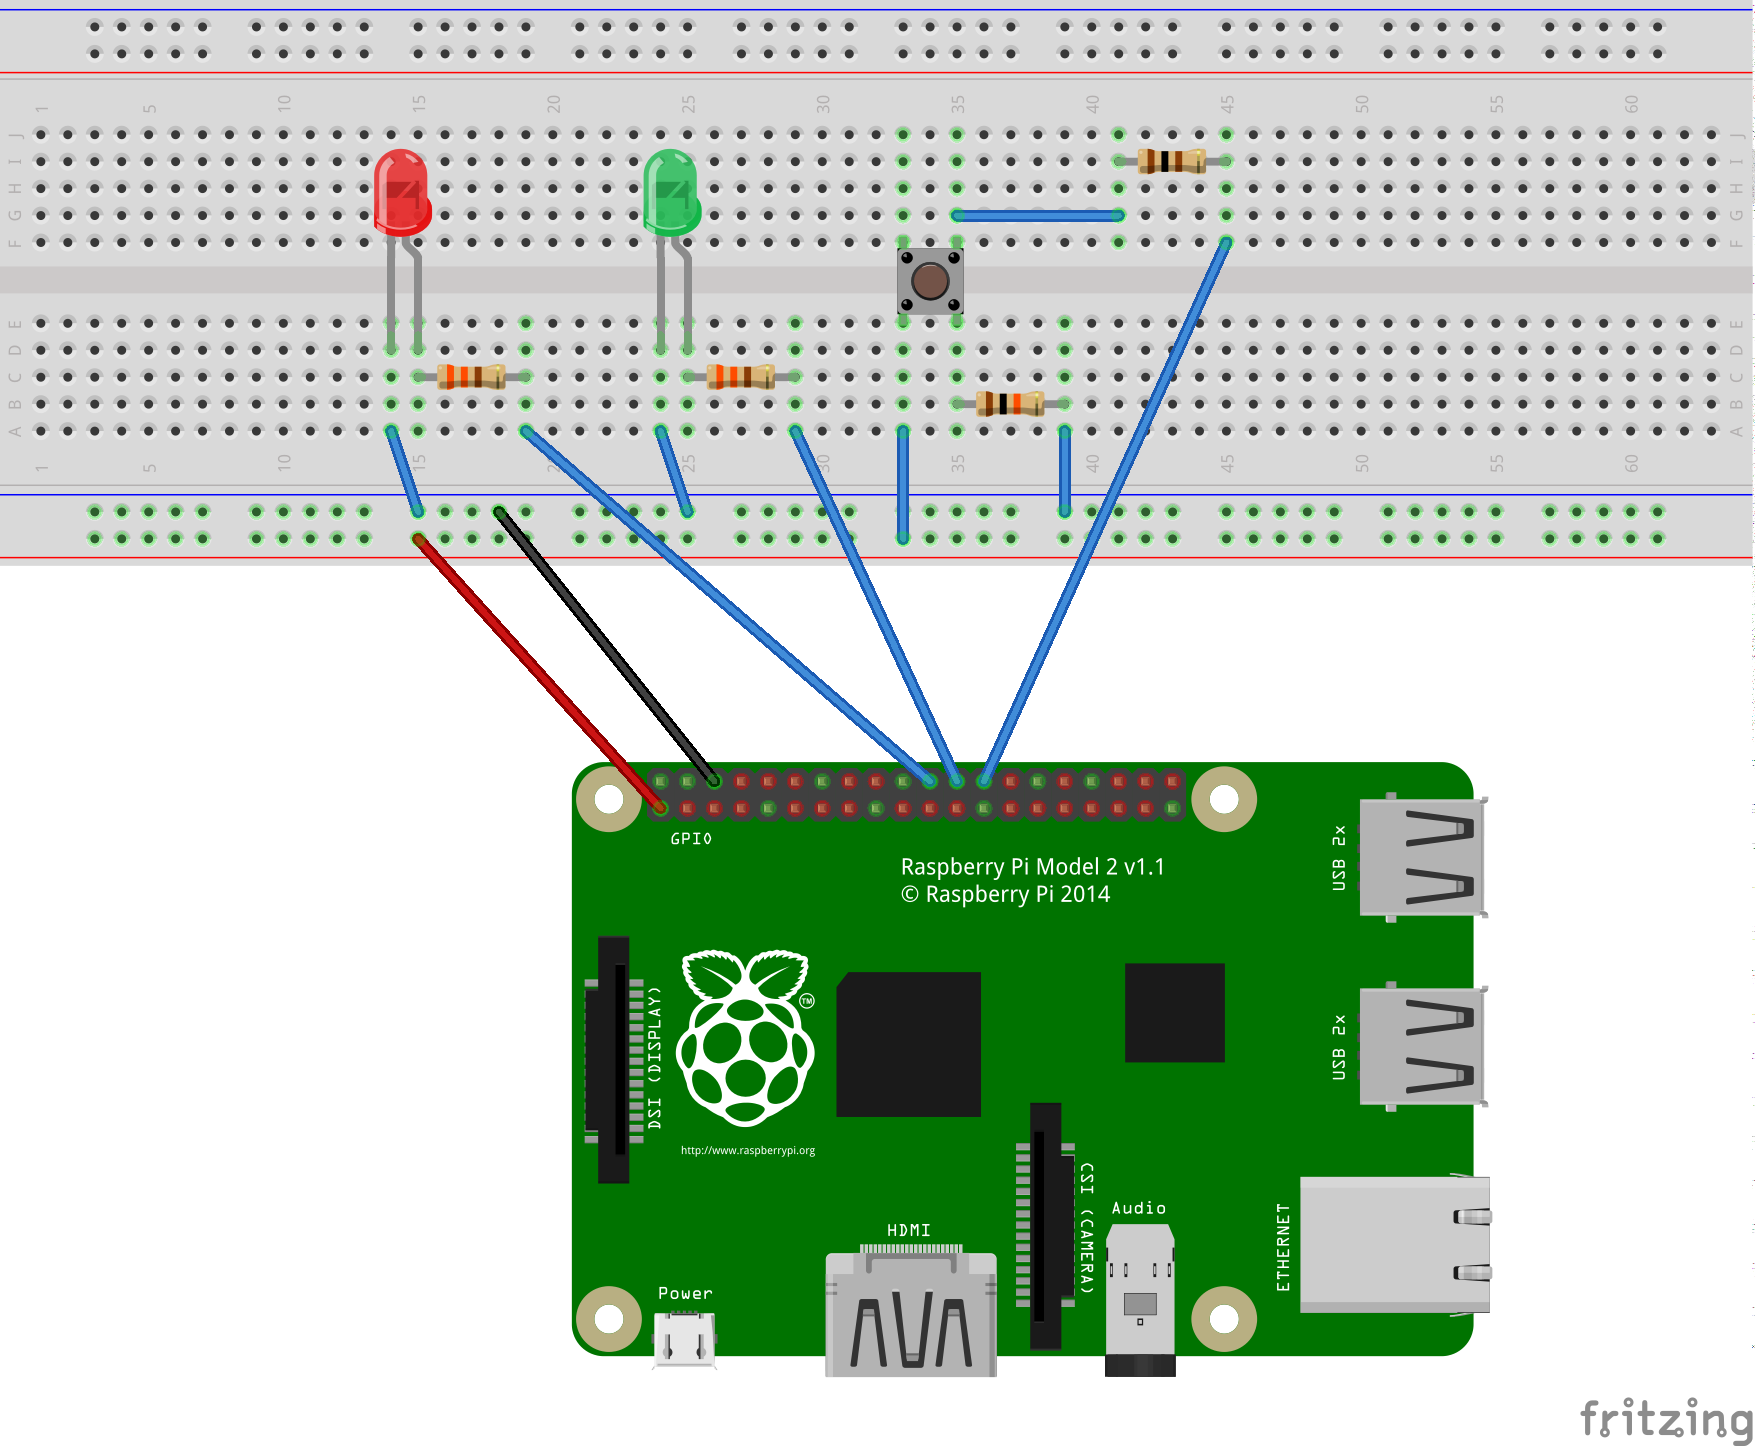 1 5 10 15 20 25 30 35 40 45 50 55 60
J J
I I
H H
G G
F F
E E
D D
C C
B B
A A
1 5 10 15 20 25 30 35 40 45 50 55 60
GPIO
Raspberry Pi Model 2 v1.1
© Raspberry Pi 2014
USB 2x
DSI (DISPLAY)
TM
USB 2x
http://www.raspberrypi.org
CSI (CAMERA)
Audio
HDMI
ETHERNET
Power
fritzing